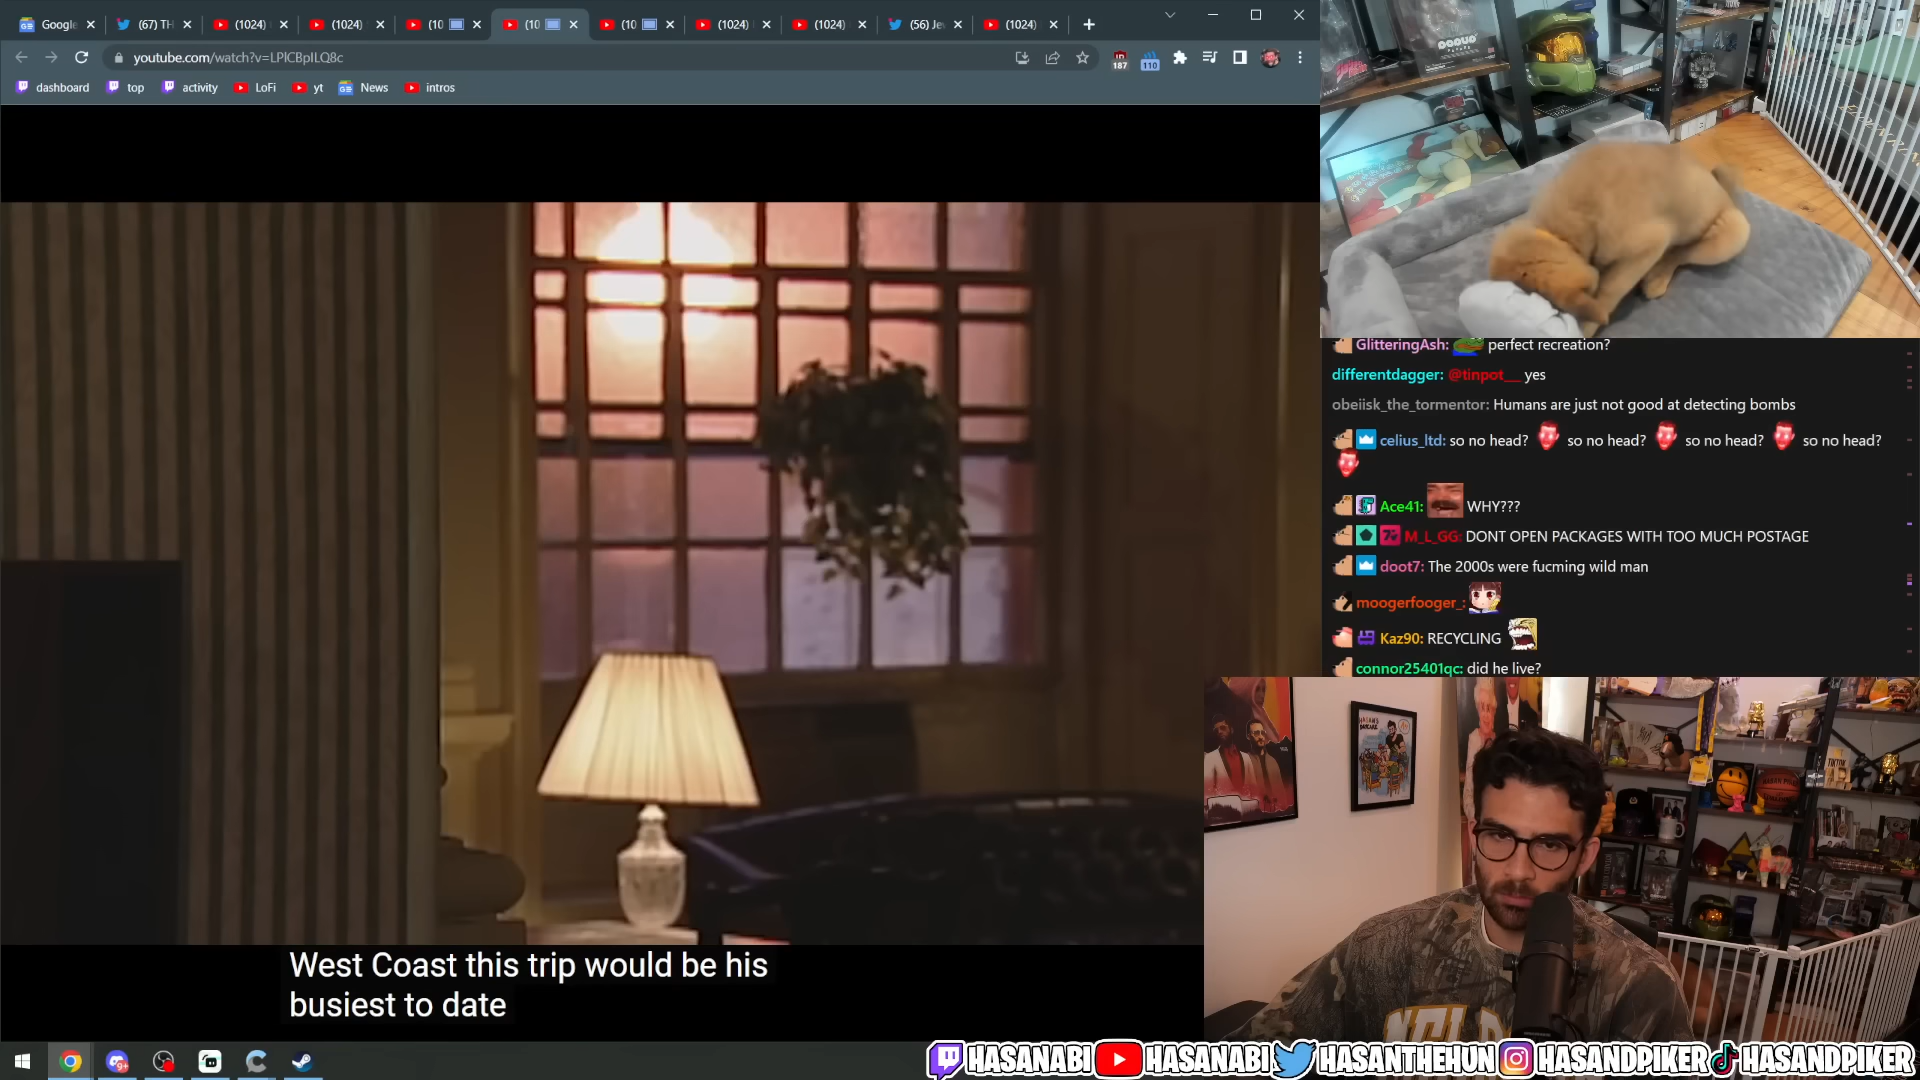 Google
(67) TH
(1024)
(1024)
(10
(10
(10
(1024)
(1024)
(56) Je
(1024)
youtube.com/watch?v=LPlCBpILQ8c
187
110
dashboard
top
activity
LoFi
yt
News
intros
GlitteringAsh: perfect recreation?
differentdagger: @tinpot__ yes
obeiisk_the_tormentor: Humans are just not good at detecting bombs
celius_ltd: so no head? so no head? so no head? so no head?
Ace41: WHY???
M_L_GG: DONT OPEN PACKAGES WITH TOO MUCH POSTAGE
doot7: The 2000s were fucming wild man
moogerfooger_:
Kaz90: RECYCLING
connor25401qc: did he live?
West Coast this trip would be his
busiest to date
9+
HASANABI HASANABI HASANTHEHUN HASANDPIKER HASANDPIKER